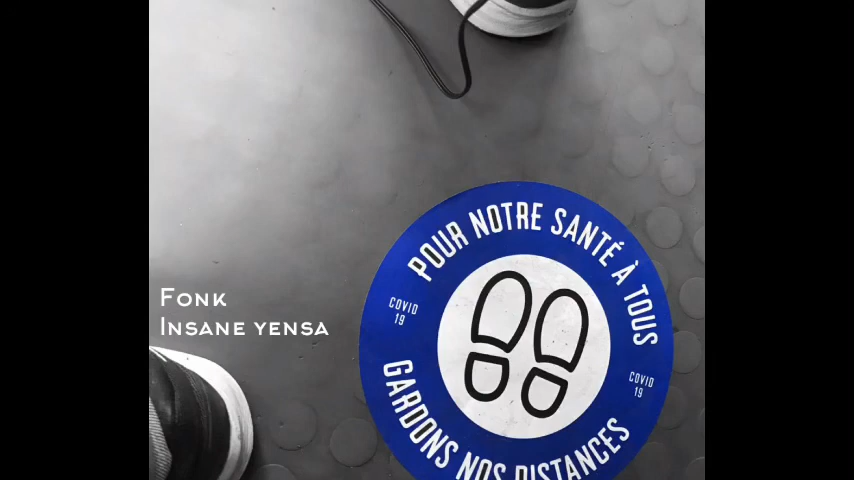 POUR NOTRE SANTÉ À TOUS
COVID
19
Fonk
Insane yensa
COVID
19
GARDONS NOS DISTANCES